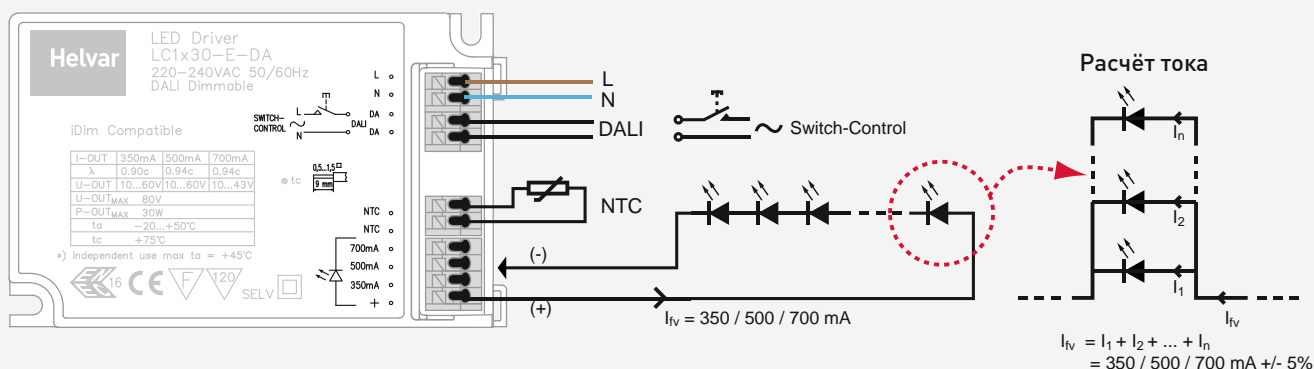 Helvar
LED Driver
LC1x30-E-DA
220-240VAC 50/60Hz
DALI Dimmable
iDim Compatible
I-OUT 350mA 500mA 700mA
λ 0.90c 0.94c 0.94c
U-OUT 10...60V 10...60V 10...43V
U-OUTMAX 80V
P-OUTMAX 30W
ta -20...+50°C
tc +75°C
*) Independent use max ta = +45°C
16 CE F 120 SELV
SWITCH-
CONTROL
L
N
DALI
tc
0,5...1,5
9 mm
L
N
DA
DA
NTC
NTC
700mA
500mA
350mA
+
L
N
DALI
Switch-Control
NTC
(-)
(+)
Ifv = 350 / 500 / 700 mA
Расчёт тока
In
I2
I1
Ifv
Ifv = I1 + I2 + ... + In
= 350 / 500 / 700 mA +/- 5%